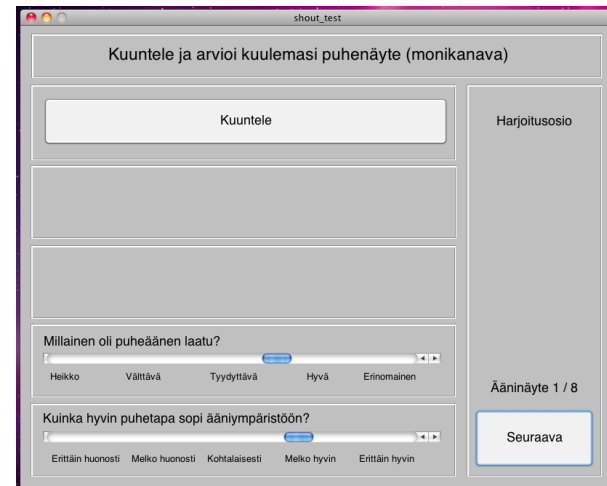 shout_test
Kuuntele ja arvioi kuulemasi puhenäyte (monikanava)
Kuuntele
Harjoitusosio
Millainen oli puheäänen laatu?
Heikko Välttävä Tyydyttävä Hyvä Erinomainen
Ääninäyte 1 / 8
Kuinka hyvin puhetapa sopi ääniympäristöön?
Erittäin huonosti Melko huonosti Kohtalaisesti Melko hyvin Erittäin hyvin
Seuraava